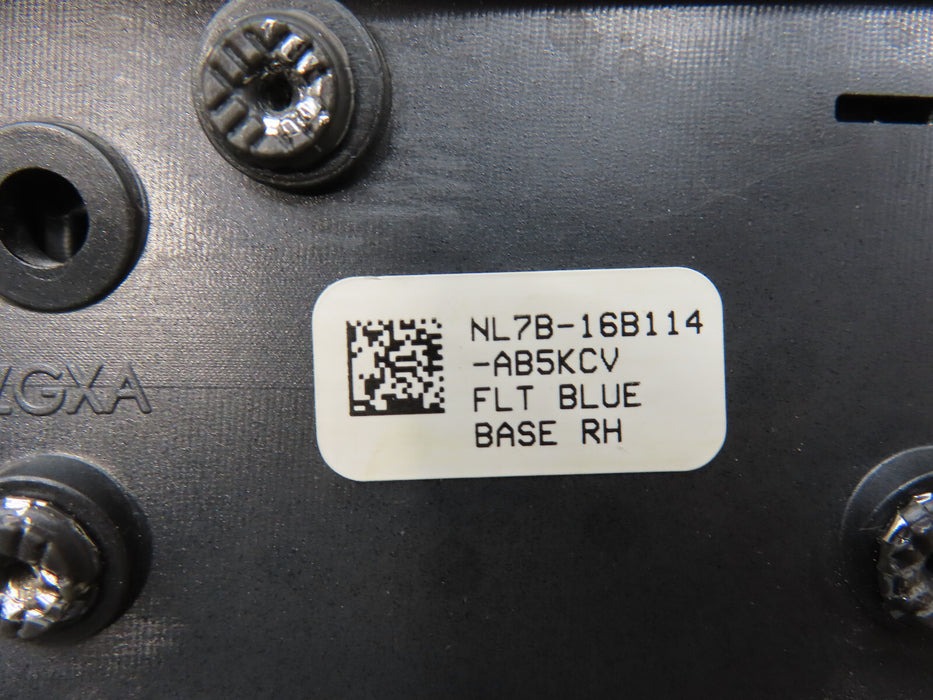 NL7B-16B114
-AB5KCV
FLT BLUE
BASE RH